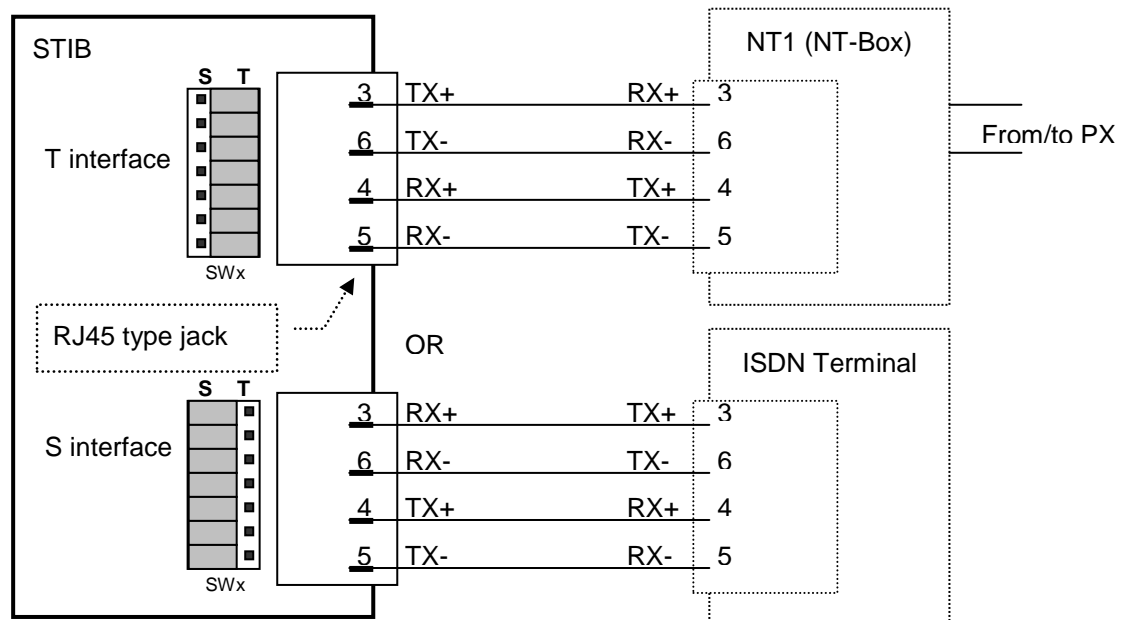 STIB
NT1 (NT-Box)
S T
3 TX+ RX+ 3
6 TX- RX- 6
From/to PX
T interface
4 RX+ TX+ 4
5 RX- TX- 5
SWx
RJ45 type jack
OR
ISDN Terminal
S T
3 RX+ TX+ 3
S interface
6 RX- TX- 6
4 TX+ RX+ 4
5 TX- RX- 5
SWx